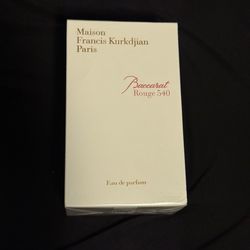 Maison
Francis Kurkdjian
Paris
Baccarat
Rouge 540
Eau de parfum